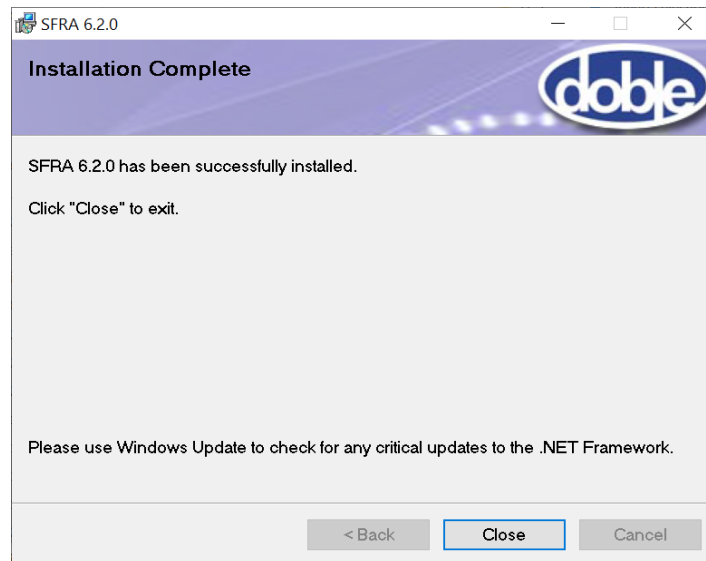 SFRA 6.2.0
Installation Complete
doble
SFRA 6.2.0 has been successfully installed.
Click "Close" to exit.
Please use Windows Update to check for any critical updates to the .NET Framework.
< Back Close Cancel